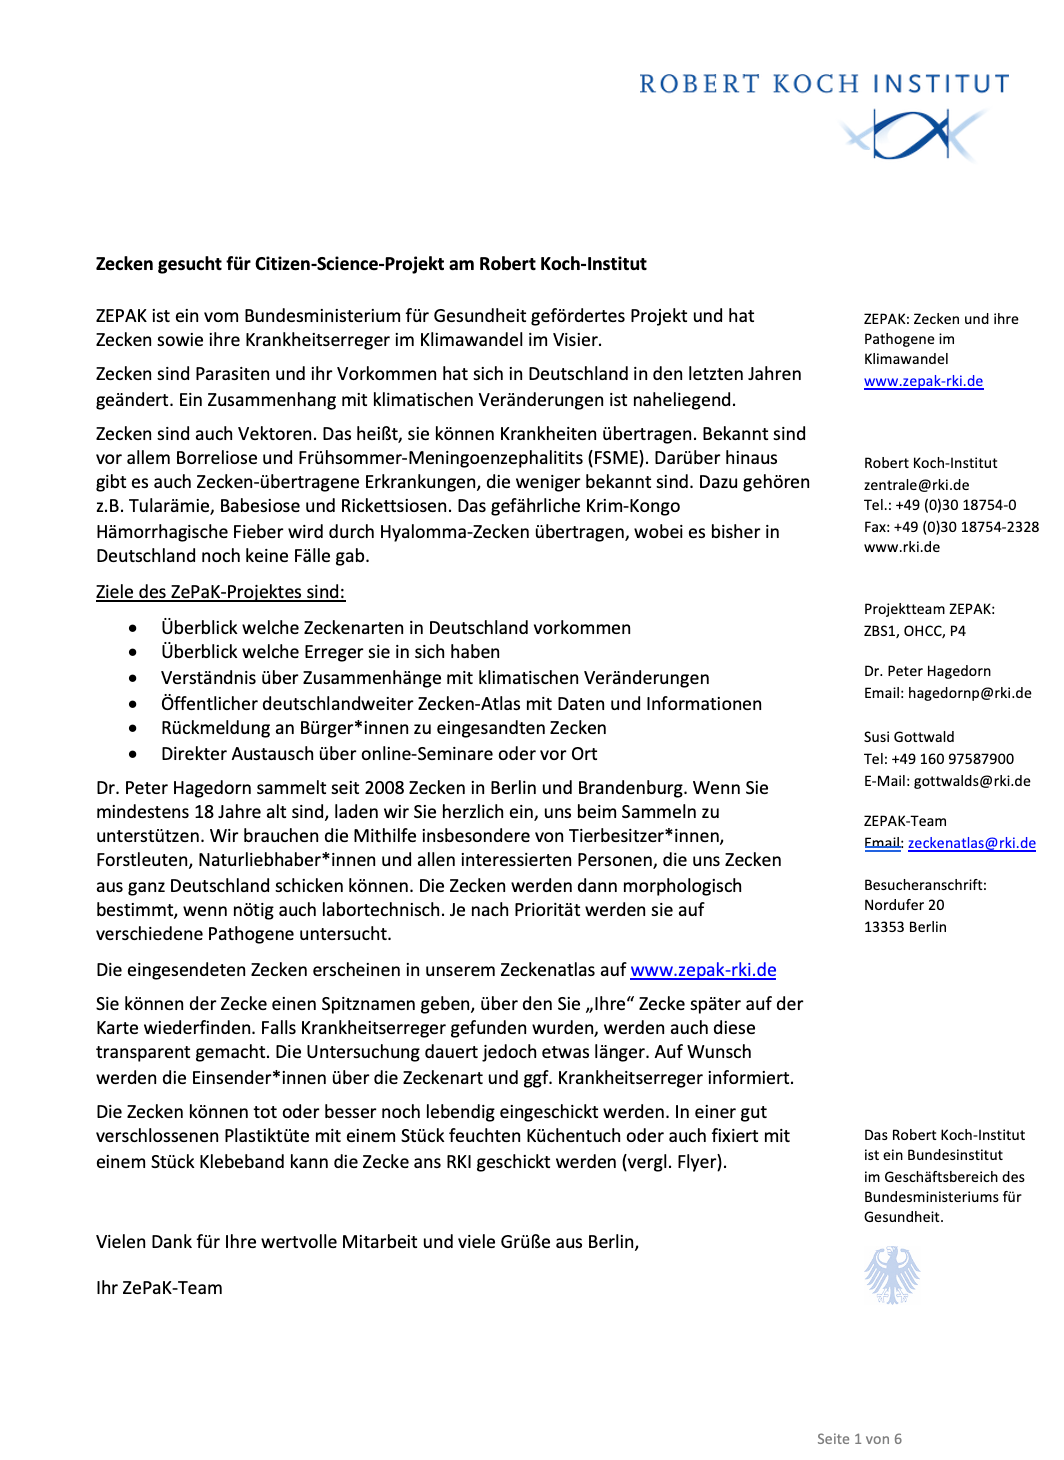 ROBERT KOCH INSTITUT
Zecken gesucht für Citizen-Science-Projekt am Robert Koch-Institut
ZEPAK ist ein vom Bundesministerium für Gesundheit gefördertes Projekt und hat
Zecken sowie ihre Krankheitserreger im Klimawandel im Visier.
Zecken sind Parasiten und ihr Vorkommen hat sich in Deutschland in den letzten Jahren
geändert. Ein Zusammenhang mit klimatischen Veränderungen ist naheliegend.
Zecken sind auch Vektoren. Das heißt, sie können Krankheiten übertragen. Bekannt sind
vor allem Borreliose und Frühsommer-Meningoenzephalitits (FSME). Darüber hinaus
gibt es auch Zecken-übertragene Erkrankungen, die weniger bekannt sind. Dazu gehören
z.B. Tularämie, Babesiose und Rickettsiosen. Das gefährliche Krim-Kongo
Hämorrhagische Fieber wird durch Hyalomma-Zecken übertragen, wobei es bisher in
Deutschland noch keine Fälle gab.
Ziele des ZePaK-Projektes sind:
• Überblick welche Zeckenarten in Deutschland vorkommen
• Überblick welche Erreger sie in sich haben
• Verständnis über Zusammenhänge mit klimatischen Veränderungen
• Öffentlicher deutschlandweiter Zecken-Atlas mit Daten und Informationen
• Rückmeldung an Bürger*innen zu eingesandten Zecken
• Direkter Austausch über online-Seminare oder vor Ort
Dr. Peter Hagedorn sammelt seit 2008 Zecken in Berlin und Brandenburg. Wenn Sie
mindestens 18 Jahre alt sind, laden wir Sie herzlich ein, uns beim Sammeln zu
unterstützen. Wir brauchen die Mithilfe insbesondere von Tierbesitzer*innen,
Forstleuten, Naturliebhaber*innen und allen interessierten Personen, die uns Zecken
aus ganz Deutschland schicken können. Die Zecken werden dann morphologisch
bestimmt, wenn nötig auch labortechnisch. Je nach Priorität werden sie auf
verschiedene Pathogene untersucht.
Die eingesendeten Zecken erscheinen in unserem Zeckenatlas auf www.zepak-rki.de
Sie können der Zecke einen Spitznamen geben, über den Sie „Ihre“ Zecke später auf der
Karte wiederfinden. Falls Krankheitserreger gefunden wurden, werden auch diese
transparent gemacht. Die Untersuchung dauert jedoch etwas länger. Auf Wunsch
werden die Einsender*innen über die Zeckenart und ggf. Krankheitserreger informiert.
Die Zecken können tot oder besser noch lebendig eingeschickt werden. In einer gut
verschlossenen Plastiktüte mit einem Stück feuchten Küchentuch oder auch fixiert mit
einem Stück Klebeband kann die Zecke ans RKI geschickt werden (vergl. Flyer).
Vielen Dank für Ihre wertvolle Mitarbeit und viele Grüße aus Berlin,
Ihr ZePaK-Team
ZEPAK: Zecken und ihre
Pathogene im
Klimawandel
www.zepak-rki.de
Robert Koch-Institut
zentrale@rki.de
Tel.: +49 (0)30 18754-0
Fax: +49 (0)30 18754-2328
www.rki.de
Projektteam ZEPAK:
ZBS1, OHCC, P4
Dr. Peter Hagedorn
Email: hagedornp@rki.de
Susi Gottwald
Tel: +49 160 97587900
E-Mail: gottwalds@rki.de
ZEPAK-Team
Email: zeckenatlas@rki.de
Besucheranschrift:
Nordufer 20
13353 Berlin
Das Robert Koch-Institut
ist ein Bundesinstitut
im Geschäftsbereich des
Bundesministeriums für
Gesundheit.
Seite 1 von 6